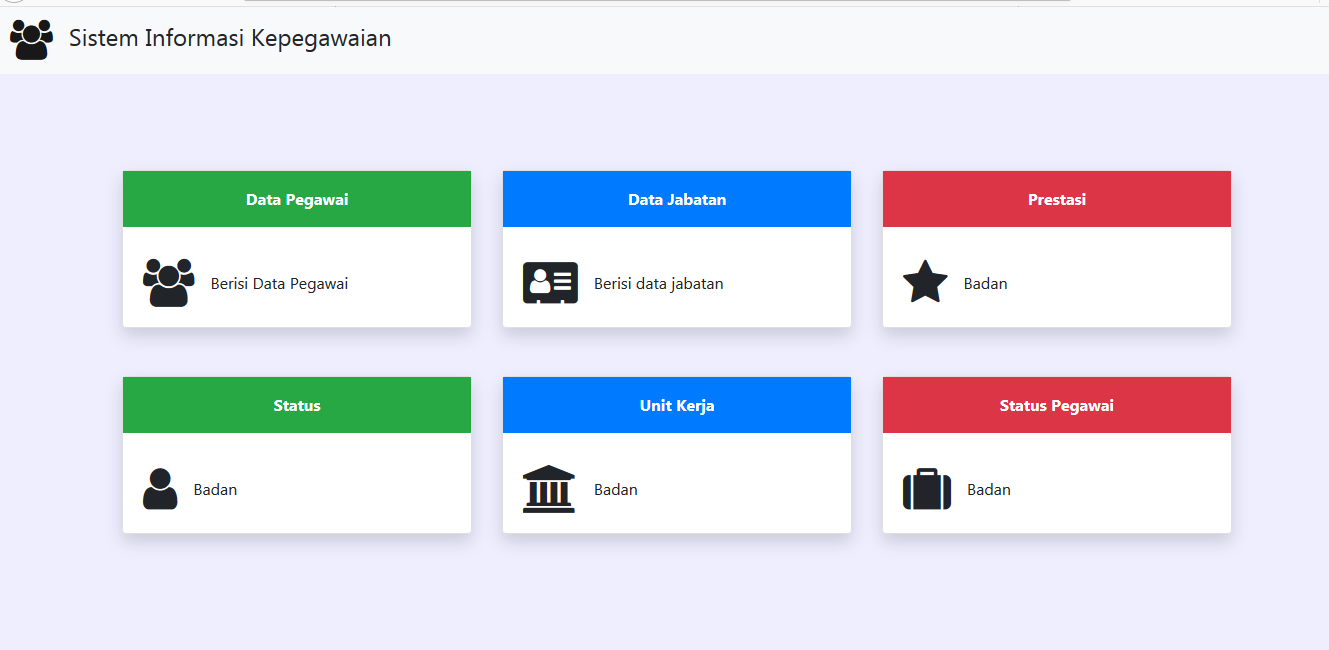 Sistem Informasi Kepegawaian
Data Pegawai
Berisi Data Pegawai
Data Jabatan
Berisi data jabatan
Prestasi
Badan
Status
Badan
Unit Kerja
Badan
Status Pegawai
Badan